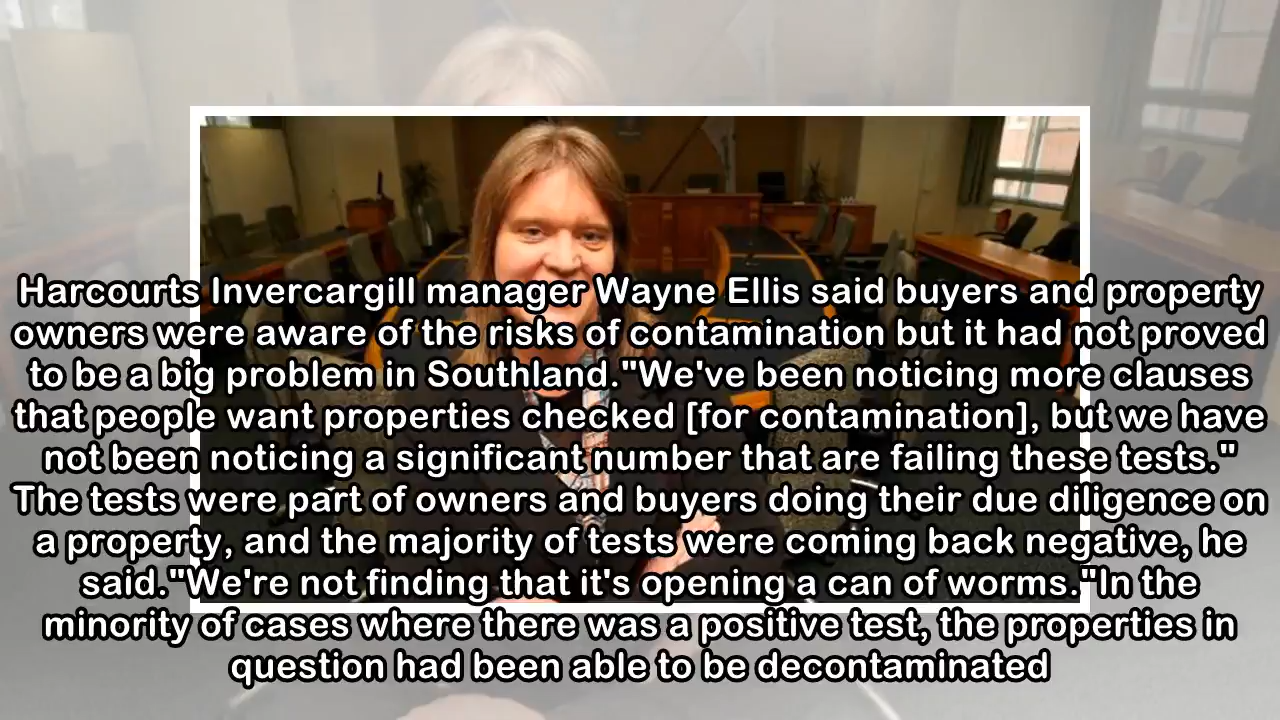 Harcourts Invercargill manager Wayne Ellis said buyers and property
owners were aware of the risks of contamination but it had not proved
to be a big problem in Southland."We've been noticing more clauses
that people want properties checked [for contamination], but we have
not been noticing a significant number that are failing these tests."
The tests were part of owners and buyers doing their due diligence on
a property, and the majority of tests were coming back negative, he
said."We're not finding that it's opening a can of worms."In the
minority of cases where there was a positive test, the properties in
question had been able to be decontaminated